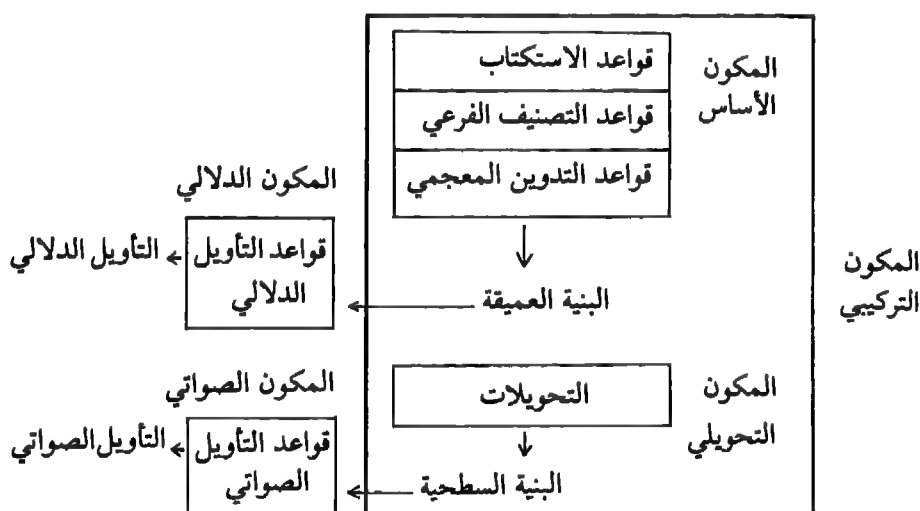 المكون
الأساس
قواعد الاستكتاب
قواعد التصنيف الفرعي
قواعد التدوين المعجمي
المكون
التركيبي
المكون الدلالي
البنية العميقة
قواعد التأويل
الدلالي
التأويل الدلالي
المكون
التحويلي
التحويلات
المكون الصواتي
البنية السطحية
قواعد التأويل
الصواتي
التأويل الصواتي